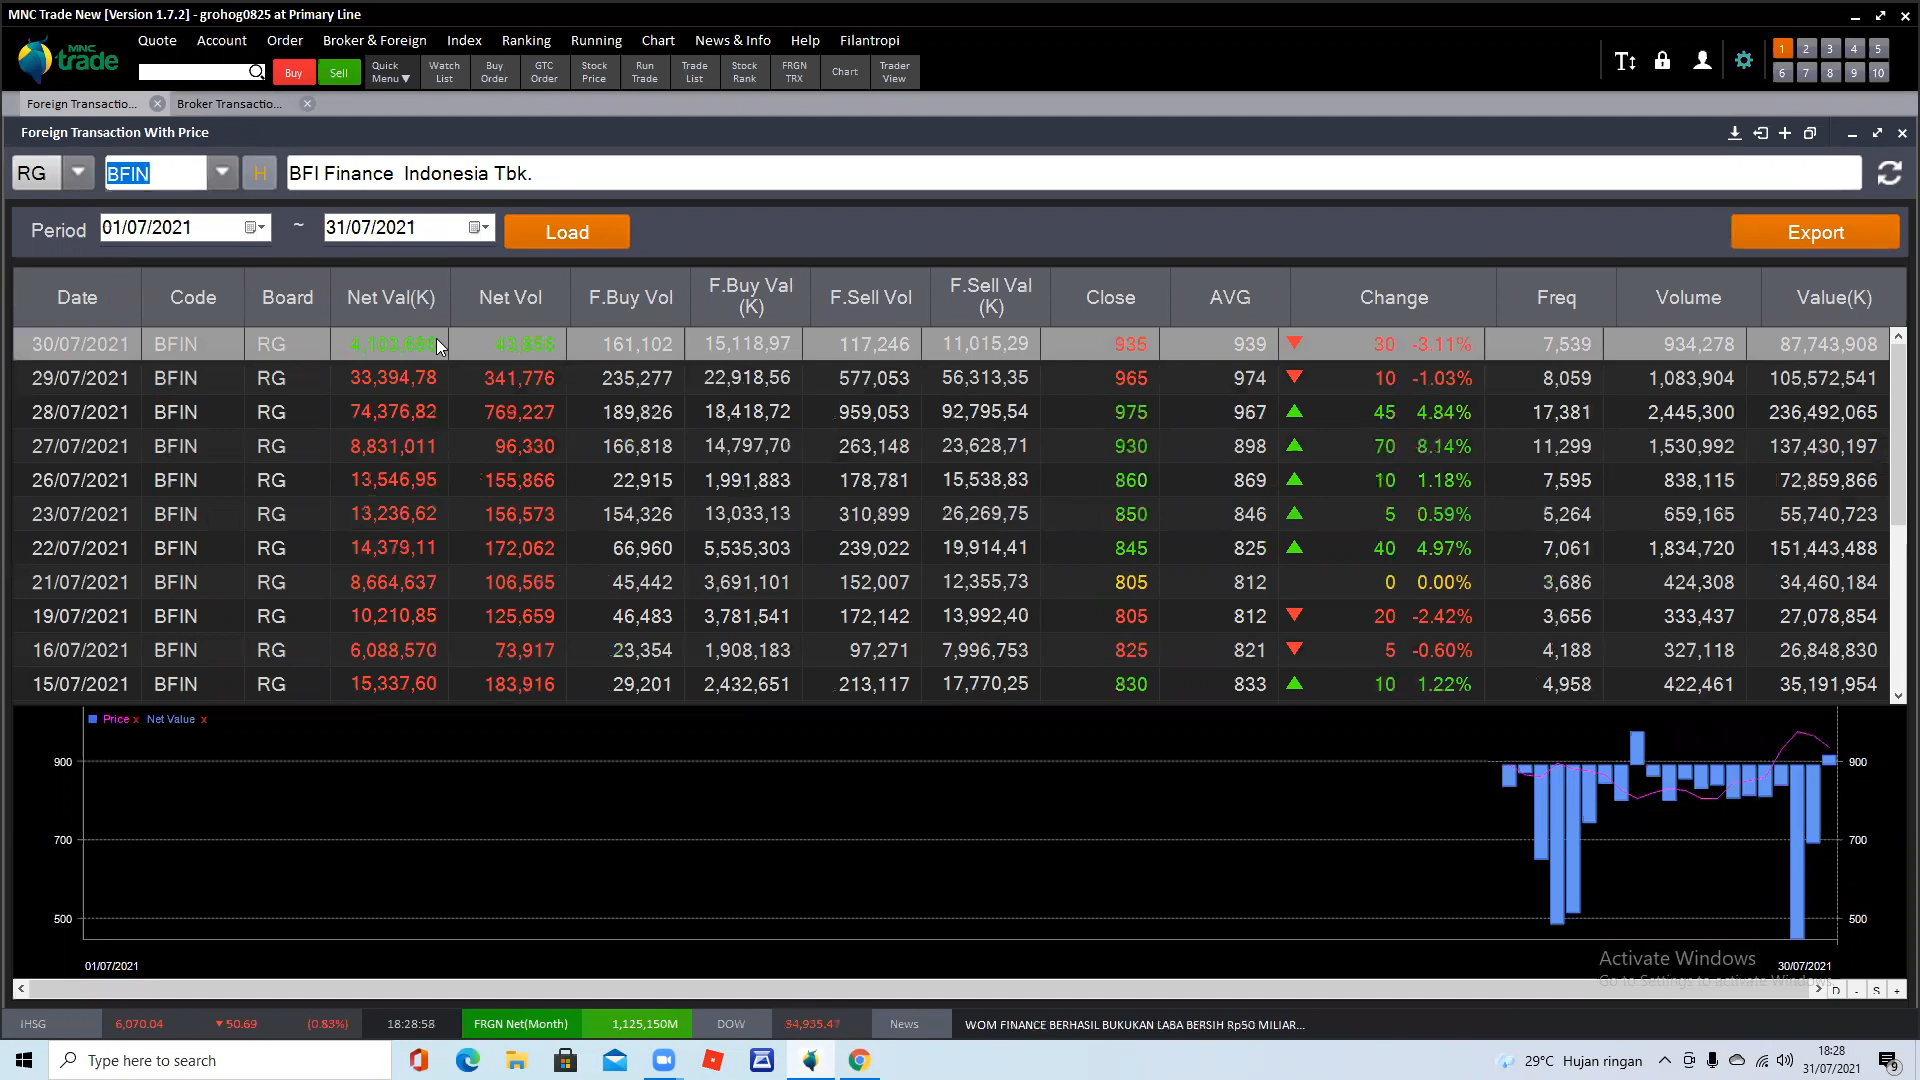 MNC Trade New [Version 1.7.2] - grohog0825 at Primary Line
MNC trade
Quote Account Order Broker & Foreign Index Ranking Running Chart News & Info Help Filantropi
Buy Sell Quick Menu▼ Watch List Buy Order GTC Order Stock Price Run Trade Trade List Stock Rank FRGN TRX Chart Trader View
1 2 3 4 5
6 7 8 9 10
Foreign Transactio... Broker Transactio...
Foreign Transaction With Price
RG BFIN H BFI Finance Indonesia Tbk.
Period 01/07/2021 ~ 31/07/2021 Load Export
Date Code Board Net Val(K) Net Vol F.Buy Vol F.Buy Val (K) F.Sell Vol F.Sell Val (K) Close AVG Change Freq Volume Value(K)
30/07/2021 BFIN RG 43,856 161,102 15,118,97 117,246 11,015,29 935 939 ▼ 30 -3.11% 7,539 934,278 87,743,908
29/07/2021 BFIN RG 33,394,78 341,776 235,277 22,918,56 577,053 56,313,35 965 974 ▼ 10 -1.03% 8,059 1,083,904 105,572,541
28/07/2021 BFIN RG 74,376,82 769,227 189,826 18,418,72 959,053 92,795,54 975 967 ▲ 45 4.84% 17,381 2,445,300 236,492,065
27/07/2021 BFIN RG 8,831,011 96,330 166,818 14,797,70 263,148 23,628,71 930 898 ▲ 70 8.14% 11,299 1,530,992 137,430,197
26/07/2021 BFIN RG 13,546,95 155,866 22,915 1,991,883 178,781 15,538,83 860 869 ▲ 10 1.18% 7,595 838,115 72,859,866
23/07/2021 BFIN RG 13,236,62 156,573 154,326 13,033,13 310,899 26,269,75 850 846 ▲ 5 0.59% 5,264 659,165 55,740,723
22/07/2021 BFIN RG 14,379,11 172,062 66,960 5,535,303 239,022 19,914,41 845 825 ▲ 40 4.97% 7,061 1,834,720 151,443,488
21/07/2021 BFIN RG 8,664,637 106,565 45,442 3,691,101 152,007 12,355,73 805 812 0 0.00% 3,686 424,308 34,460,184
19/07/2021 BFIN RG 10,210,85 125,659 46,483 3,781,541 172,142 13,992,40 805 812 ▼ 20 -2.42% 3,656 333,437 27,078,854
16/07/2021 BFIN RG 6,088,570 73,917 23,354 1,908,183 97,271 7,996,753 825 821 ▼ 5 -0.60% 4,188 327,118 26,848,830
15/07/2021 BFIN RG 15,337,60 183,916 29,201 2,432,651 213,117 17,770,25 830 833 ▲ 10 1.22% 4,958 422,461 35,191,954
Price x Net Value x
900 900
700 700
500 500
Activate Windows
01/07/2021 30/07/2021
Go to Settings to activate Windows.
D - S +
IHSG 6,070.04 ▼50.69 (0.83%) 18:28:58 FRGN Net(Month) 1,125,150M DOW 34,935.47 News WOM FINANCE BERHASIL BUKUKAN LABA BERSIH Rp50 MILIAR...
Type here to search 29°C Hujan ringan 18:28
31/07/2021 9